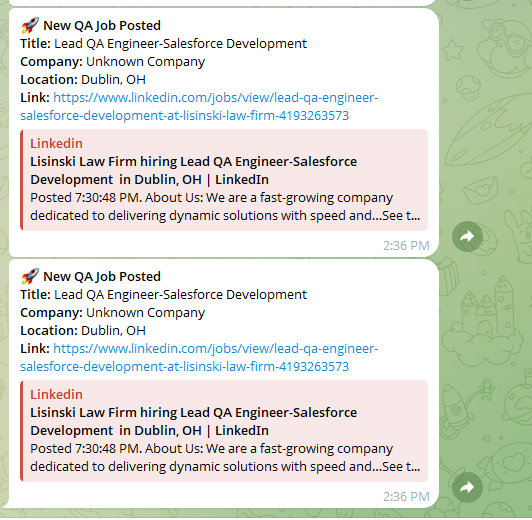 🚀 New QA Job Posted
Title: Lead QA Engineer-Salesforce Development
Company: Unknown Company
Location: Dublin, OH
Link: https://www.linkedin.com/jobs/view/lead-qa-engineer-
salesforce-development-at-lisinski-law-firm-4193263573
Linkedin
Lisinski Law Firm hiring Lead QA Engineer-Salesforce
Development in Dublin, OH | LinkedIn
Posted 7:30:48 PM. About Us: We are a fast-growing company
dedicated to delivering dynamic solutions with speed and...See t...
2:36 PM
🚀 New QA Job Posted
Title: Lead QA Engineer-Salesforce Development
Company: Unknown Company
Location: Dublin, OH
Link: https://www.linkedin.com/jobs/view/lead-qa-engineer-
salesforce-development-at-lisinski-law-firm-4193263573
Linkedin
Lisinski Law Firm hiring Lead QA Engineer-Salesforce
Development in Dublin, OH | LinkedIn
Posted 7:30:48 PM. About Us: We are a fast-growing company
dedicated to delivering dynamic solutions with speed and...See t...
2:36 PM